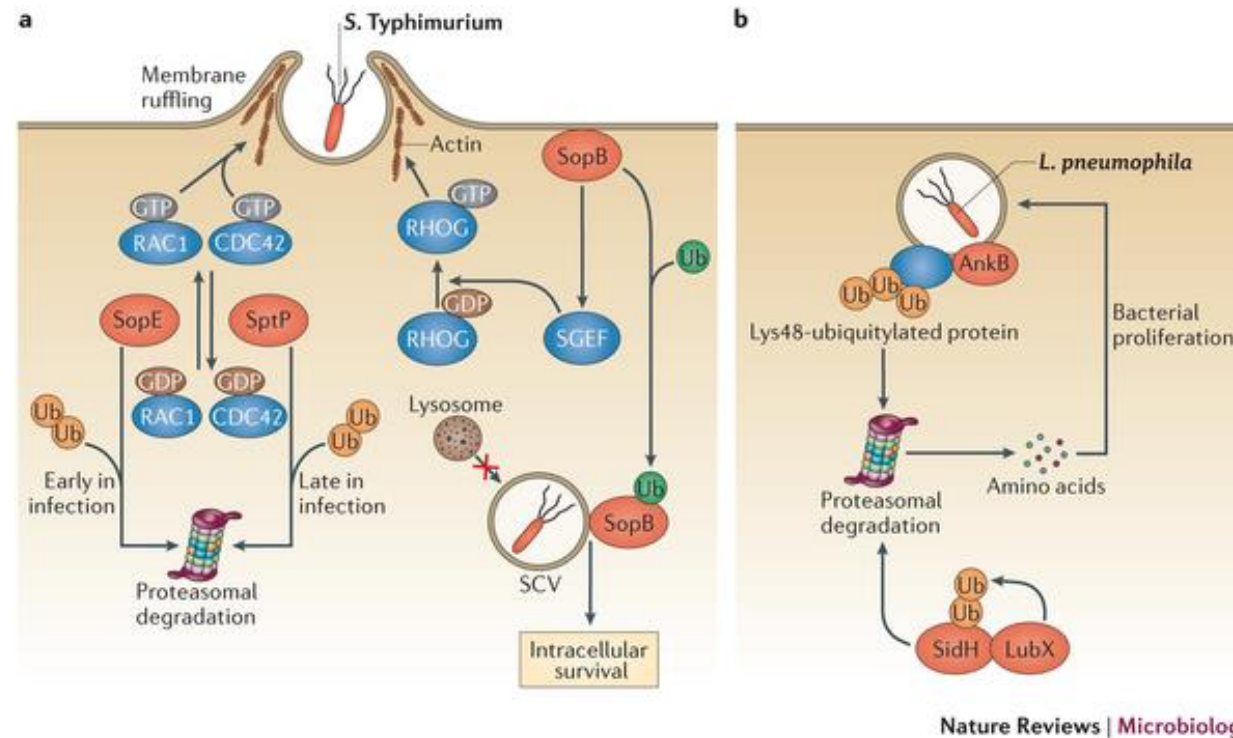 a
S. Typhimurium
Membrane
ruffling
Actin
SopB
GTP
GTP
GTP
RAC1
CDC42
RHOG
Ub
SopE
SptP
GDP
RHOG
SGEF
GDP
GDP
RAC1
CDC42
Ub
Ub
Ub
Ub
Early in
infection
Late in
infection
Proteasomal
degradation
Lysosome
Ub
SopB
SCV
Intracellular
survival
b
L. pneumophila
AnkB
Ub
Ub
Ub
Lys48-ubiquitylated protein
Bacterial
proliferation
Proteasomal
degradation
Amino acids
Ub
Ub
SidH
LubX
Nature Reviews | Microbiolog